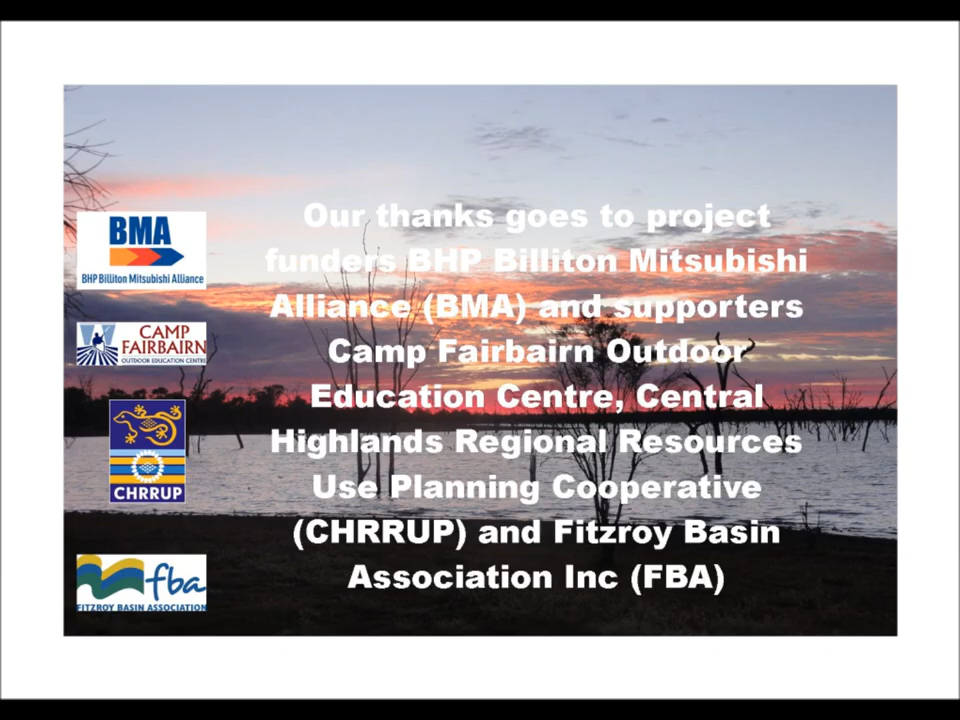 Our thanks goes to project
funders BHP Billiton Mitsubishi
Alliance (BMA) and supporters
Camp Fairbairn Outdoor
Education Centre, Central
Highlands Regional Resources
Use Planning Cooperative
(CHRRUP) and Fitzroy Basin
Association Inc (FBA)
BMA
BHP Billiton Mitsubishi Alliance
CAMP
FAIRBAIRN
OUTDOOR EDUCATION CENTRE
CHRRUP
fba
FITZROY BASIN ASSOCIATION